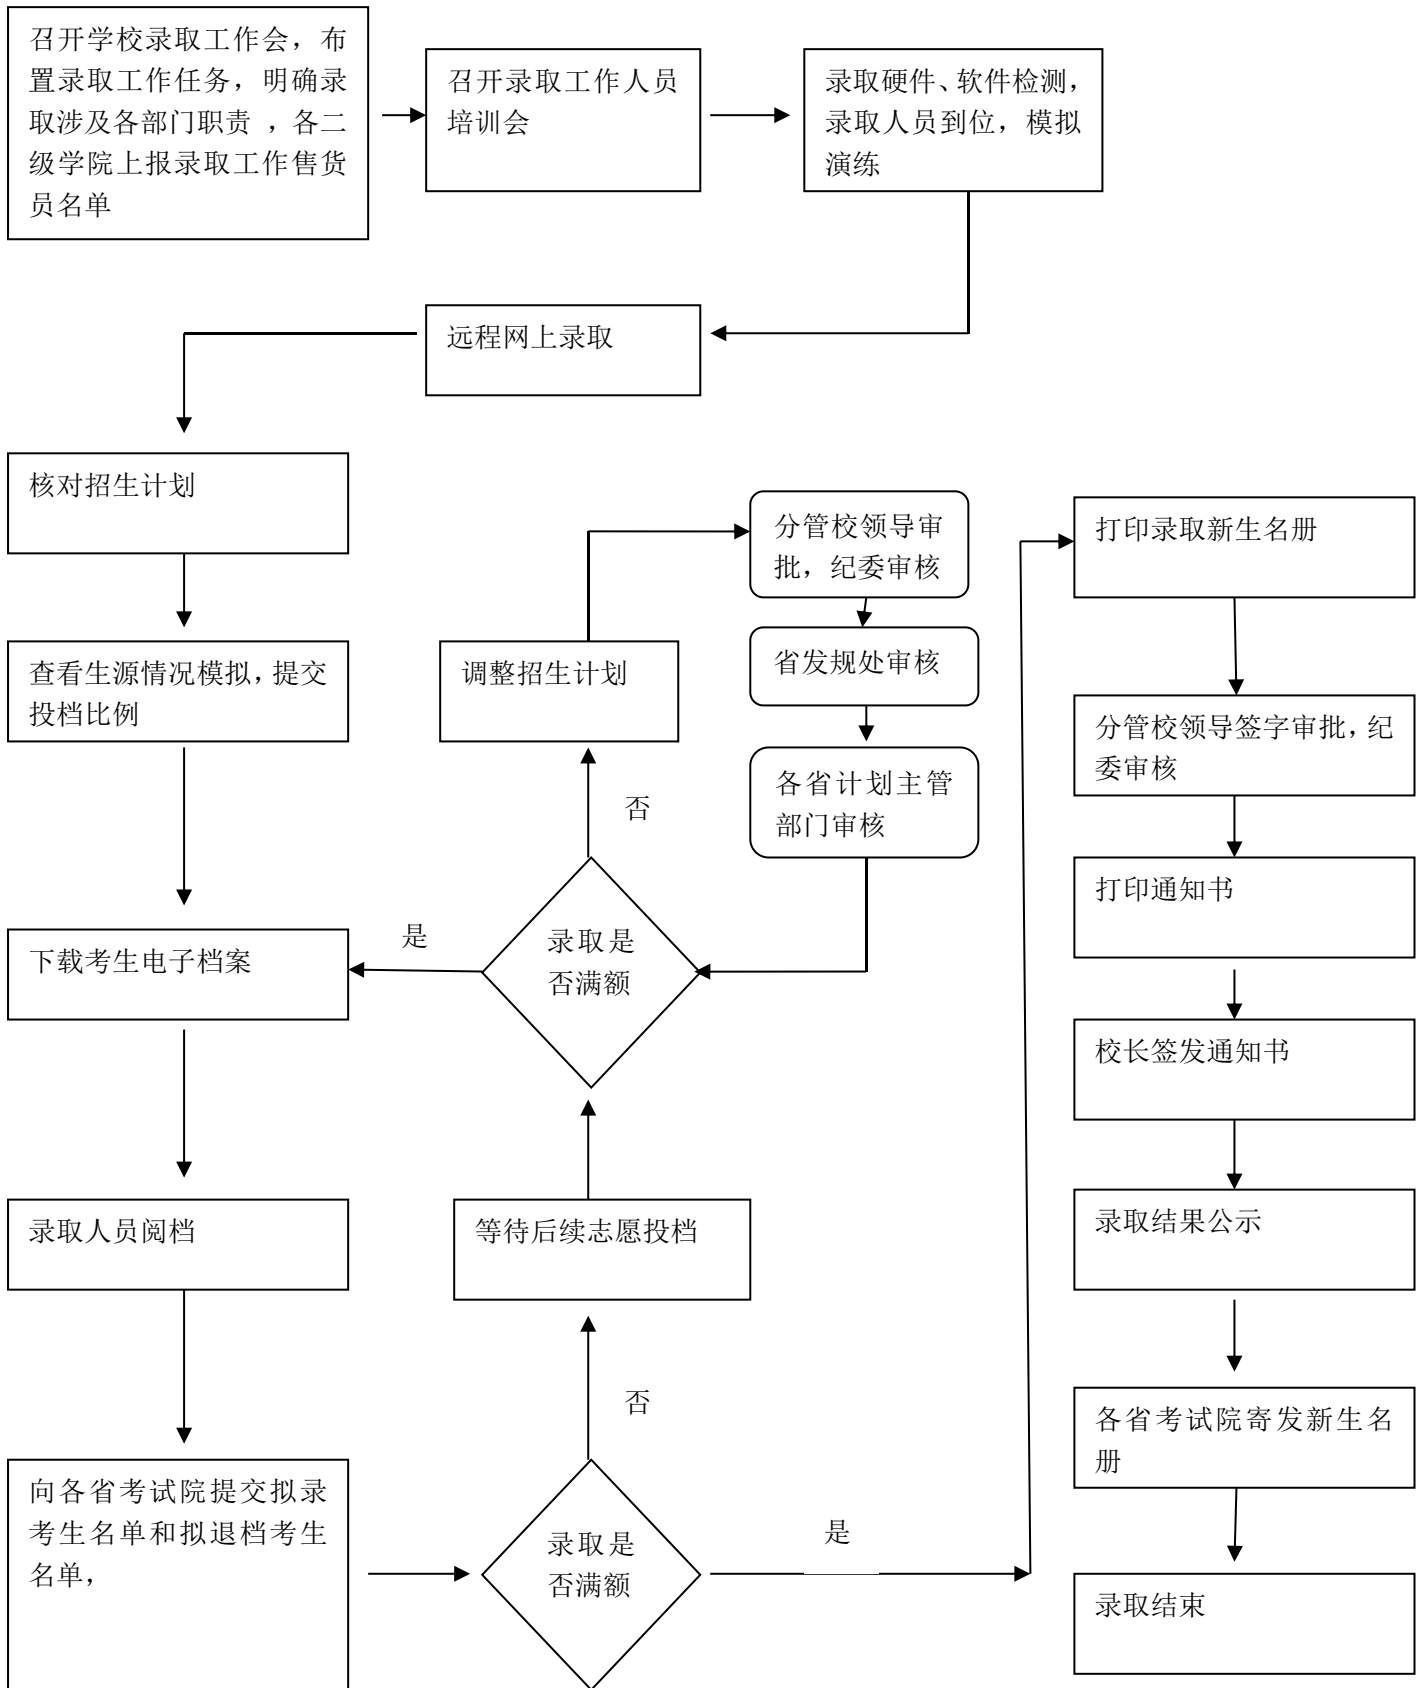 召开学校录取工作会，布
置录取工作任务，明确录
取涉及各部门职责 ，各二
级学院上报录取工作售货
员名单
召开录取工作人员
培训会
录取硬件、软件检测，
录取人员到位，模拟
演练
远程网上录取
核对招生计划
查看生源情况模拟，提交
投档比例
下载考生电子档案
录取人员阅档
向各省考试院提交拟录
考生名单和拟退档考生
名单，
录取是
否满额
否
是
等待后续志愿投档
录取是
否满额
是
否
调整招生计划
分管校领导审
批，纪委审核
省发规处审核
各省计划主管
部门审核
打印录取新生名册
分管校领导签字审批，纪
委审核
打印通知书
校长签发通知书
录取结果公示
各省考试院寄发新生名
册
录取结束